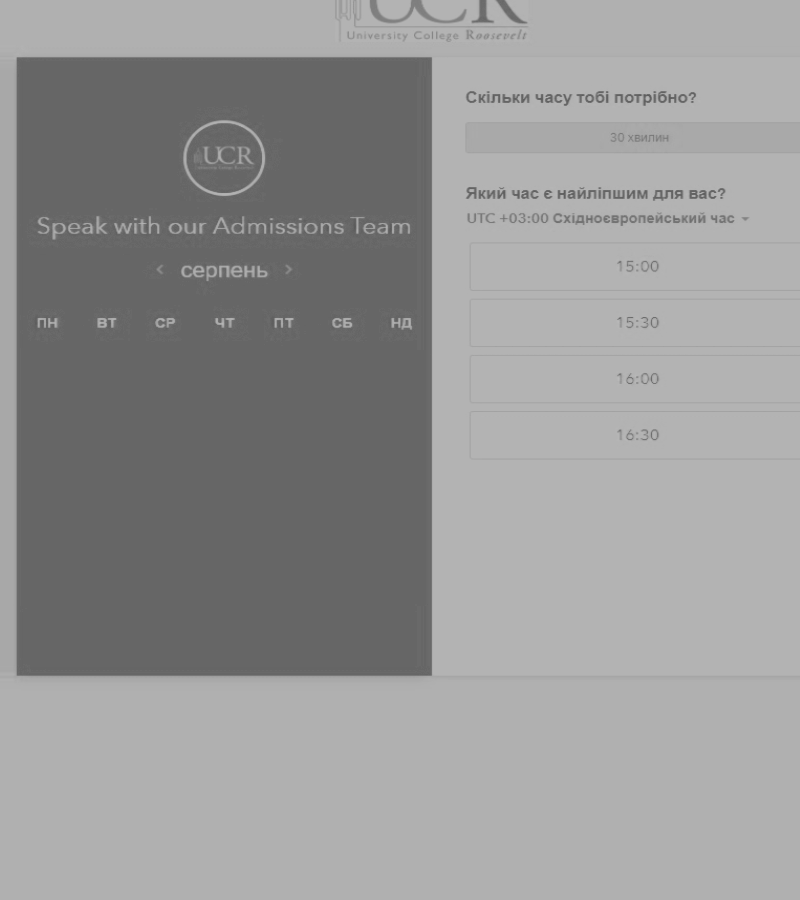 UCR
University College Roosevelt
UCR
Speak with our Admissions Team
серпень
ПН ВТ СР ЧТ ПТ СБ НД
Скільки часу тобі потрібно?
30 хвилин
Який час є найліпшим для вас?
UTC +03:00 Східноєвропейський час
15:00
15:30
16:00
16:30